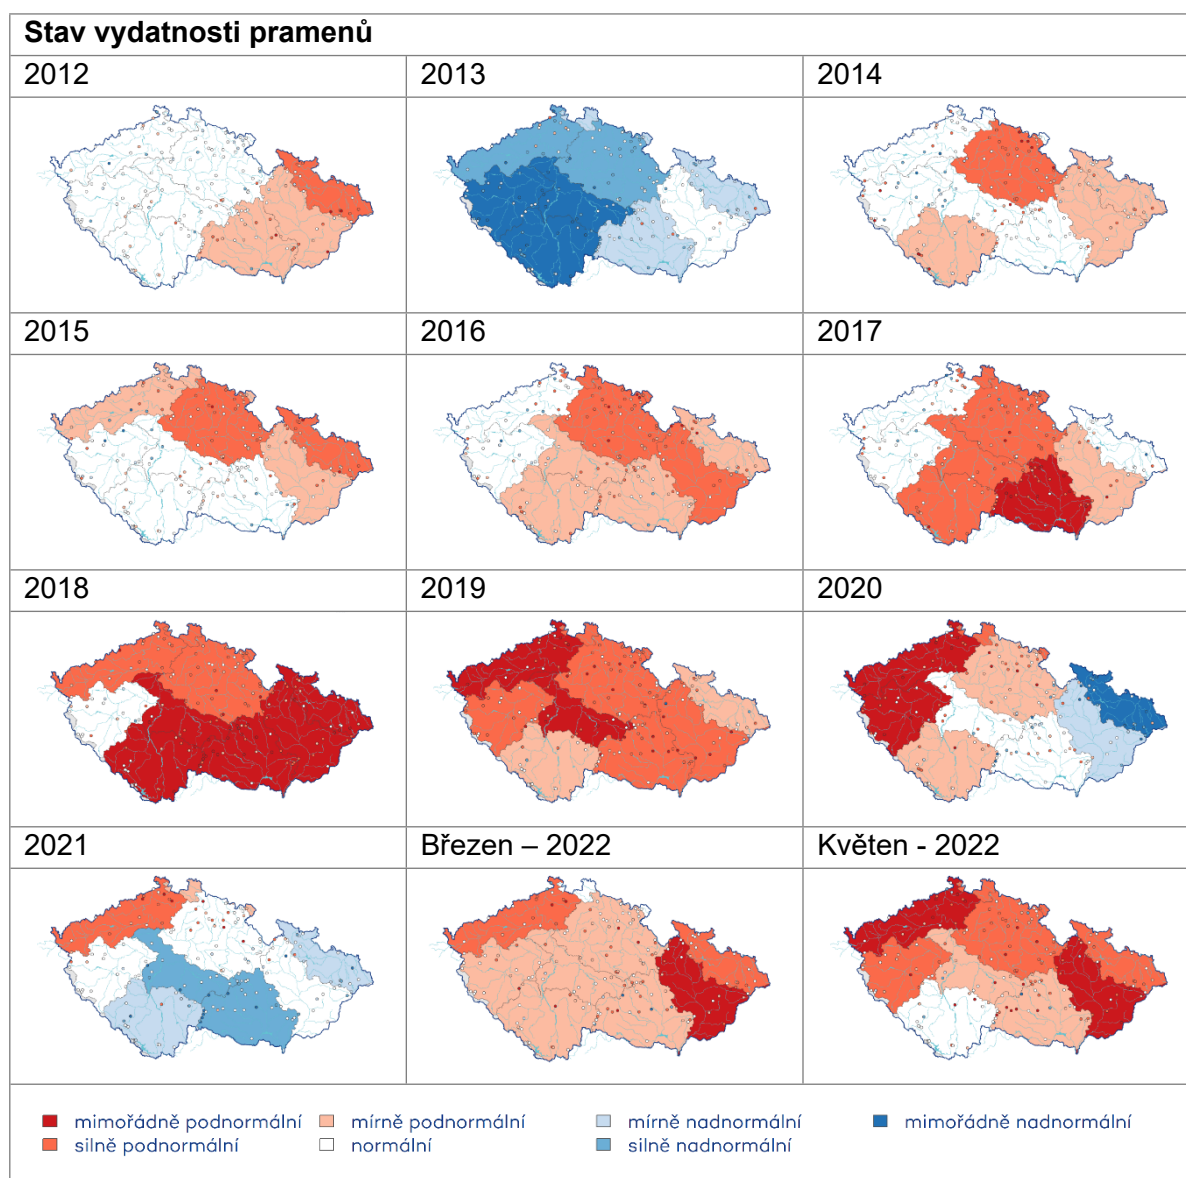 Stav vydatnosti pramenů
2012 2013 2014
2015 2016 2017
2018 2019 2020
2021 Březen – 2022 Květen - 2022
mimořádně podnormální mírně podnormální mírně nadnormální mimořádně nadnormální
silně podnormální normální silně nadnormální